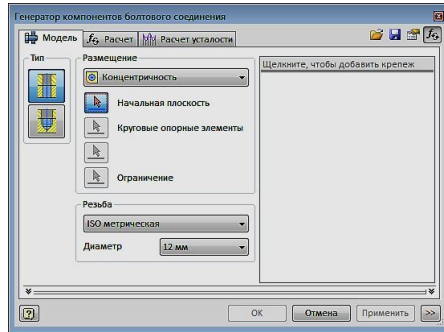 Генератор компонентов болтового соединения
Модель
Расчет
Расчет усталости
Тип
Размещение
Концентричность
Начальная плоскость
Круговые опорные элементы
Ограничение
Резьба
ISO метрическая
Диаметр
12 мм
Щелкните, чтобы добавить крепеж
OK
Отмена
Применить
>>